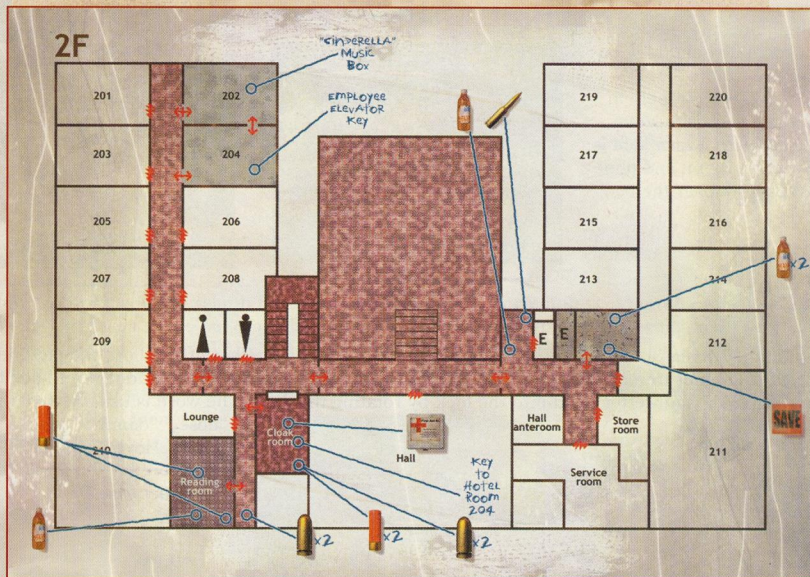 2F
"CinDERELLA"
Music
Box
EMPLOYEE
ELEVATOR
Key
201
202
203
204
205
206
207
208
209
210
219
220
217
218
215
216
213
214
212
211
x2
E
E
SAVE
Lounge
Cloak
room
Reading
room
Hall
Hall
anteroom
Store
room
Service
room
Key
to
Hotel
Room
204
x2
x2
x2